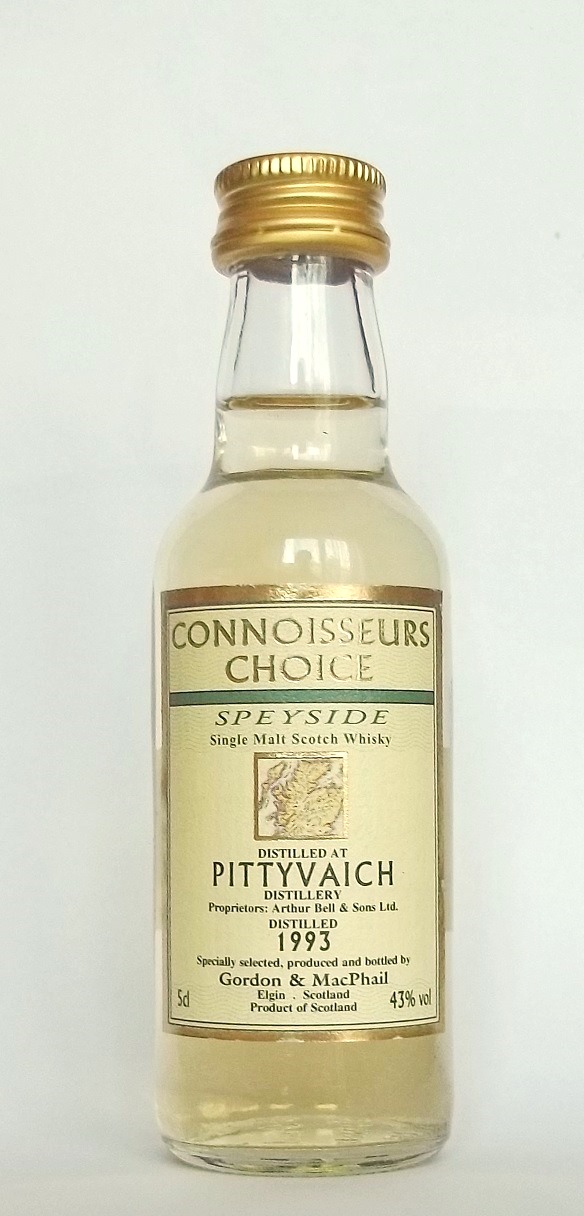 CONNOISSEURS
CHOICE
SPEYSIDE
Single Malt Scotch Whisky
DISTILLED AT
PITTYVAICH
DISTILLERY
Proprietors: Arthur Bell & Sons Ltd.
DISTILLED
1993
Specially selected, produced and bottled by
Gordon & MacPhail
Elgin . Scotland
5cl Product of Scotland 43% vol